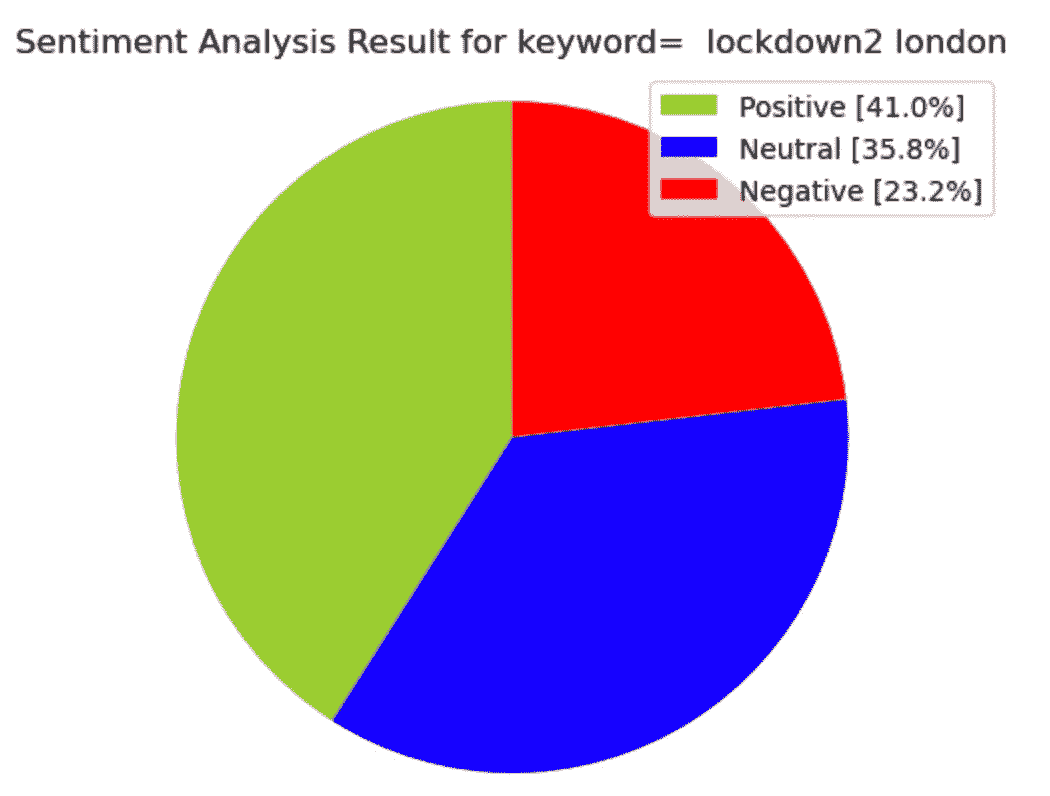 Sentiment Analysis Result for keyword=  lockdown2 london
Positive [41.0%]
Neutral [35.8%]
Negative [23.2%]